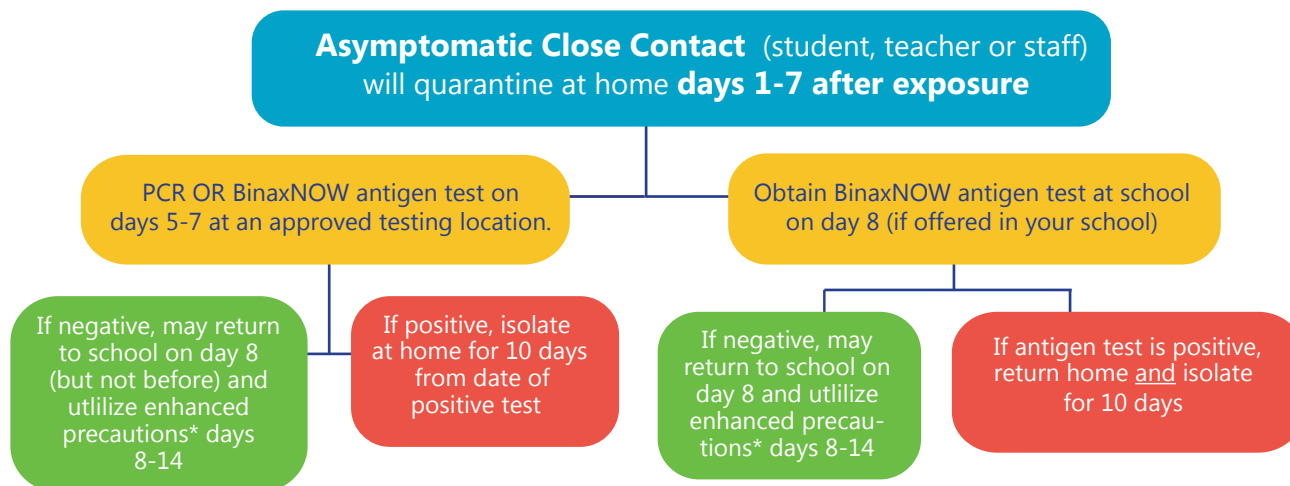 Asymptomatic Close Contact (student, teacher or staff)
will quarantine at home days 1-7 after exposure
PCR OR BinaxNOW antigen test on
days 5-7 at an approved testing location.
Obtain BinaxNOW antigen test at school
on day 8 (if offered in your school)
If negative, may return
to school on day 8
(but not before) and
utlilize enhanced
precautions* days
8-14
If positive, isolate
at home for 10 days
from date of
positive test
If negative, may
return to school on
day 8 and utlilize
enhanced precau-
tions* days 8-14
If antigen test is positive,
return home and isolate
for 10 days